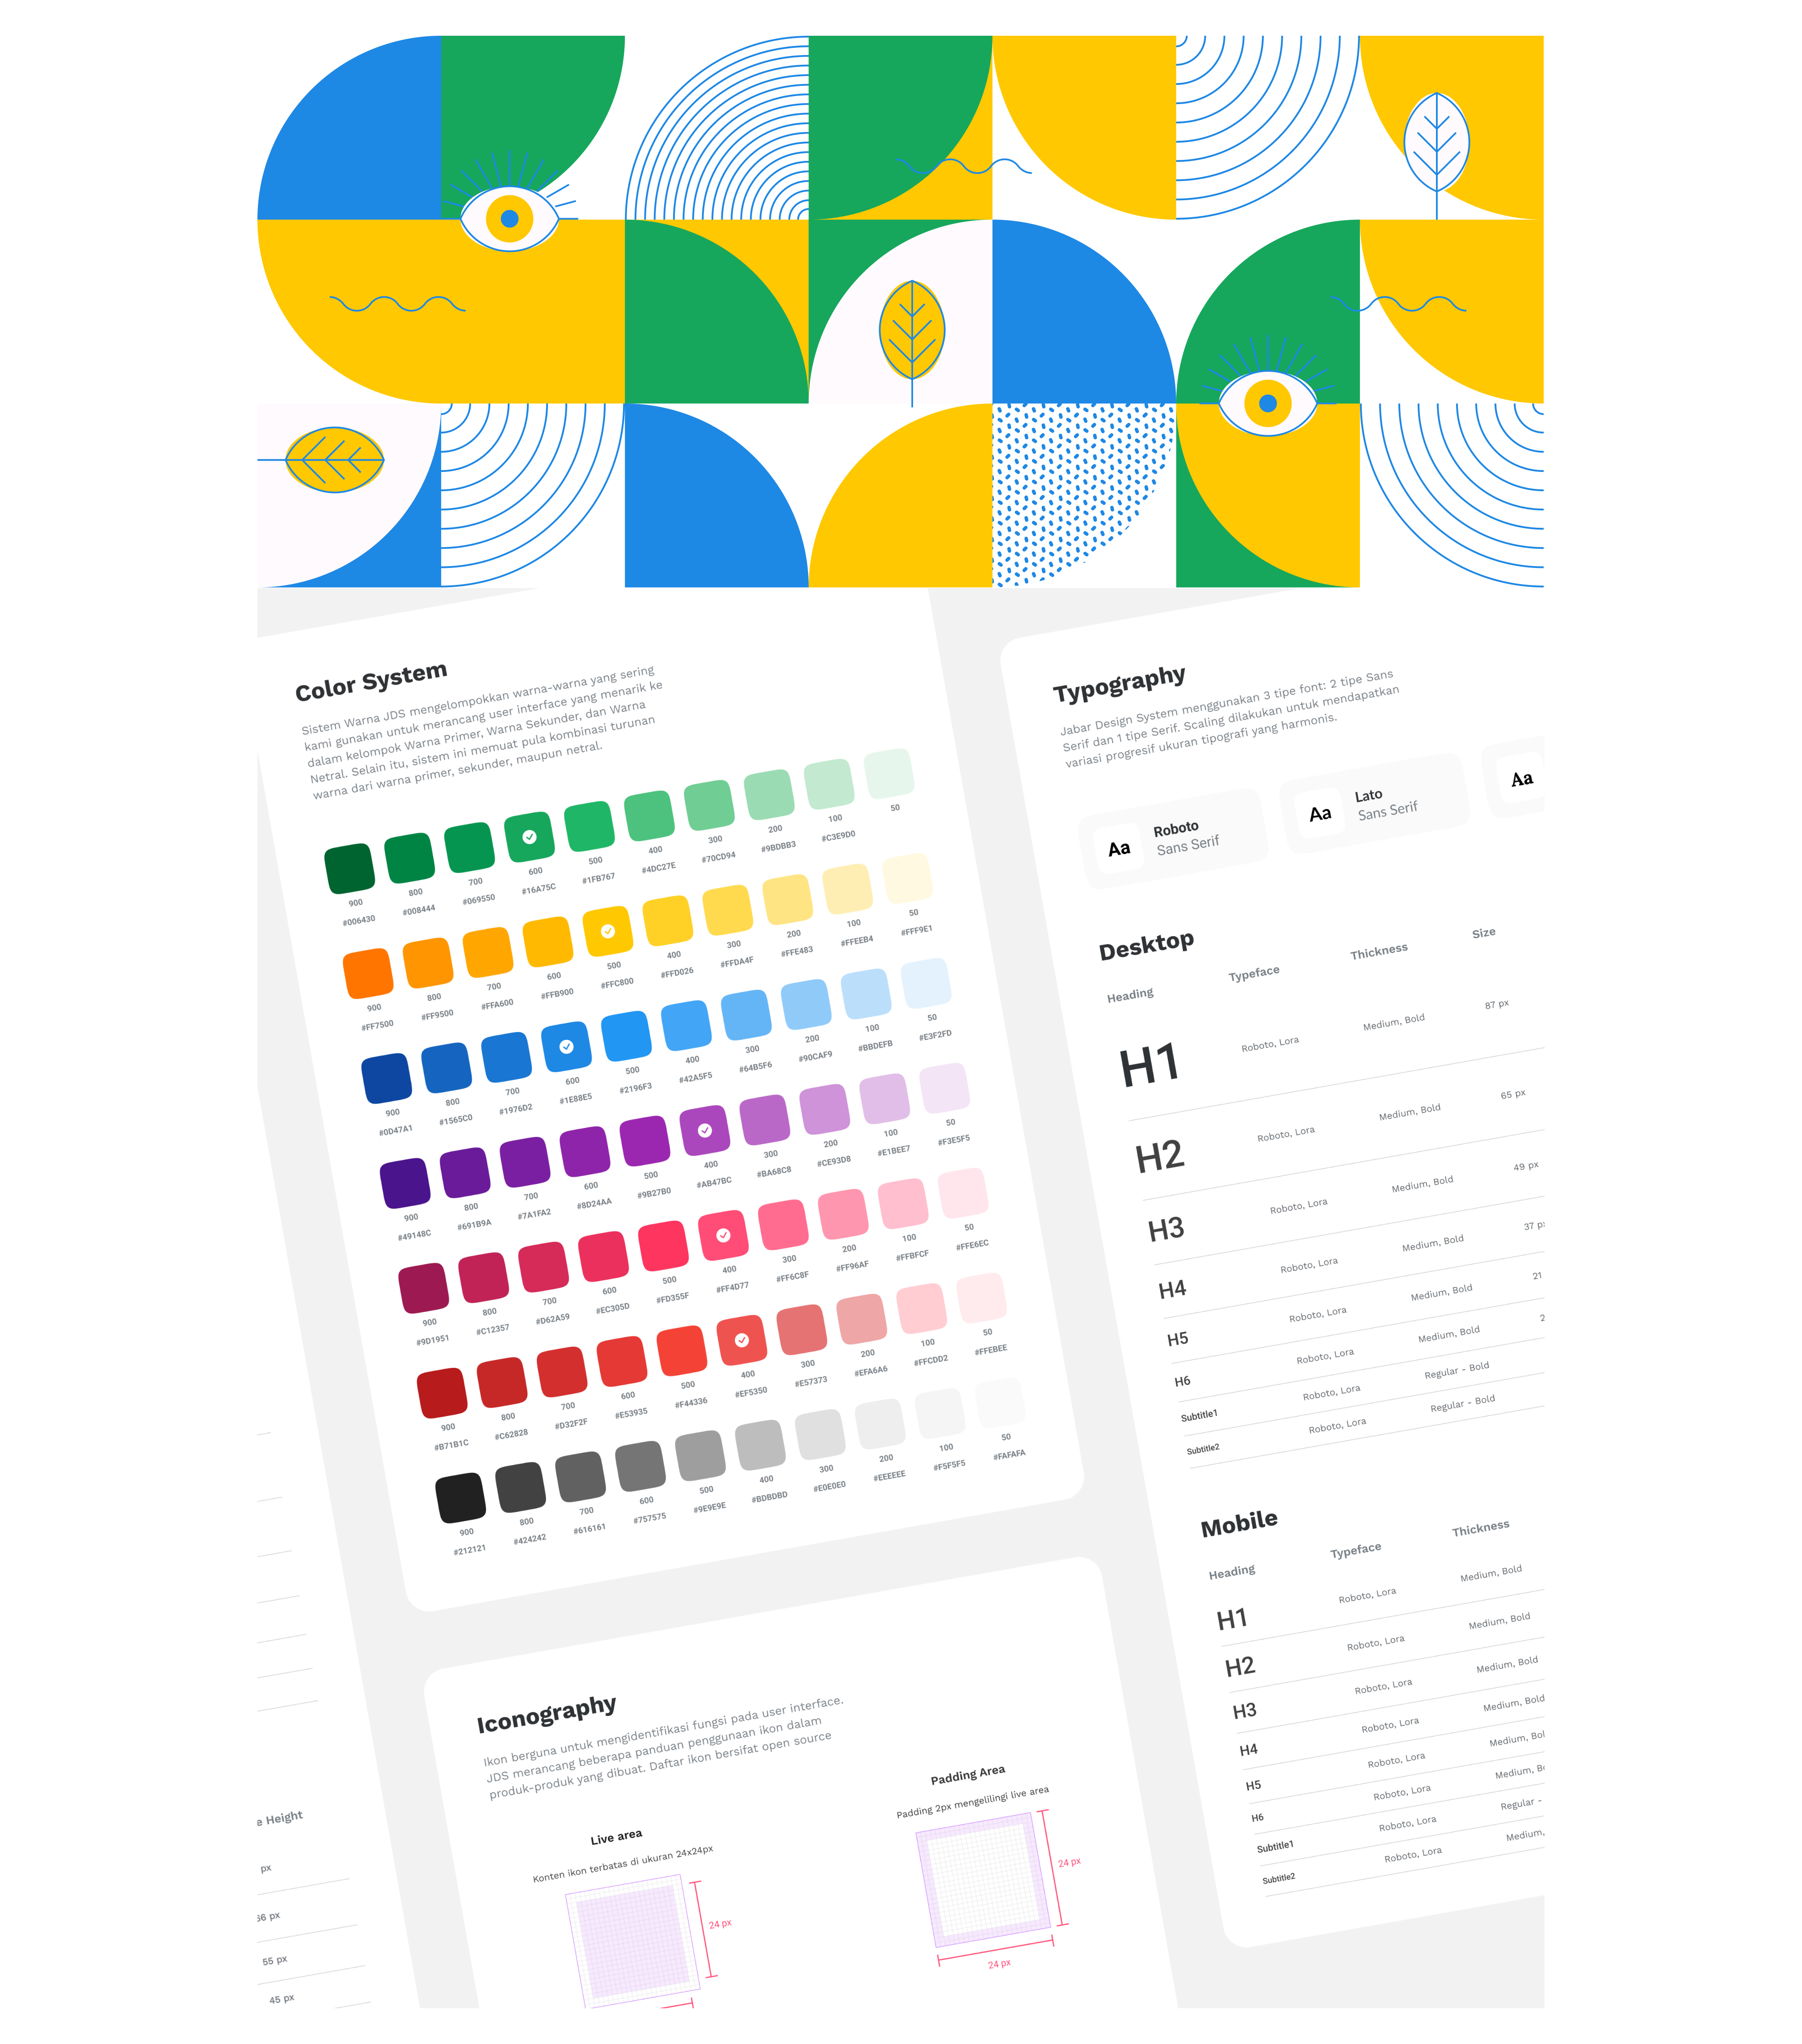 Color System
Sistem Warna JDS mengelompokkan warna-warna yang sering
kami gunakan untuk merancang user interface yang menarik ke
dalam kelompok Warna Primer, Warna Sekunder, dan Warna
Netral. Selain itu, sistem ini memuat pula kombinasi turunan
warna dari warna primer, sekunder, maupun netral.
900 800 700 600 500 400 300 200 100 50
#006430 #008444 #069550 #16A75C #1FB767 #4DC27E #70CD94 #9BDBB3 #C3E9D0
900 800 700 600 500 400 300 200 100 50
#FF7500 #FF9500 #FFA600 #FFB900 #FFC800 #FFD026 #FFDA4F #FFE483 #FFEEB4 #FFF9E1
900 800 700 600 500 400 300 200 100 50
#0D47A1 #1565C0 #1976D2 #1E88E5 #2196F3 #42A5F5 #64B5F6 #90CAF9 #BBDEFB #E3F2FD
900 800 700 600 500 400 300 200 100 50
#49148C #691B9A #7A1FA2 #8D24AA #9B27B0 #AB47BC #BA68C8 #CE93D8 #E1BEE7 #F3E5F5
900 800 700 600 500 400 300 200 100 50
#9D1951 #C12357 #D62A59 #EC305D #FD355F #FF4D77 #FF6C8F #FF96AF #FFBFCF #FFE6EC
900 800 700 600 500 400 300 200 100 50
#B71B1C #C62828 #D32F2F #E53935 #F44336 #EF5350 #E57373 #EFA6A6 #FFCDD2 #FFEBEE
900 800 700 600 500 400 300 200 100 50
#212121 #424242 #616161 #757575 #9E9E9E #BDBDBD #E0E0E0 #EEEEEE #F5F5F5 #FAFAFA
Typography
Jabar Design System menggunakan 3 tipe font: 2 tipe Sans
Serif dan 1 tipe Serif. Scaling dilakukan untuk mendapatkan
variasi progresif ukuran tipografi yang harmonis.
Aa Roboto
Sans Serif
Aa Lato
Sans Serif
Aa
Desktop
Heading Typeface Thickness Size
H1 Roboto, Lora Medium, Bold 87 px
H2 Roboto, Lora Medium, Bold 65 px
H3 Roboto, Lora Medium, Bold 49 px
H4 Roboto, Lora Medium, Bold 37 px
H5 Roboto, Lora Medium, Bold 21
H6 Roboto, Lora Medium, Bold 2
Subtitle1 Roboto, Lora Regular - Bold
Subtitle2 Roboto, Lora Regular - Bold
Mobile
Heading Typeface Thickness
H1 Roboto, Lora Medium, Bold
H2 Roboto, Lora Medium, Bold
H3 Roboto, Lora Medium, Bold
H4 Roboto, Lora Medium, Bold
H5 Roboto, Lora Medium, Bol
H6 Roboto, Lora Medium, Bo
Subtitle1 Roboto, Lora Regular -
Subtitle2 Roboto, Lora Medium,
Iconography
Ikon berguna untuk mengidentifikasi fungsi pada user interface.
JDS merancang beberapa panduan penggunaan ikon dalam
produk-produk yang dibuat. Daftar ikon bersifat open source
Live area
Konten ikon terbatas di ukuran 24x24px
24 px
Padding Area
Padding 2px mengelilingi live area
24 px
24 px
e Height
px
66 px
55 px
45 px